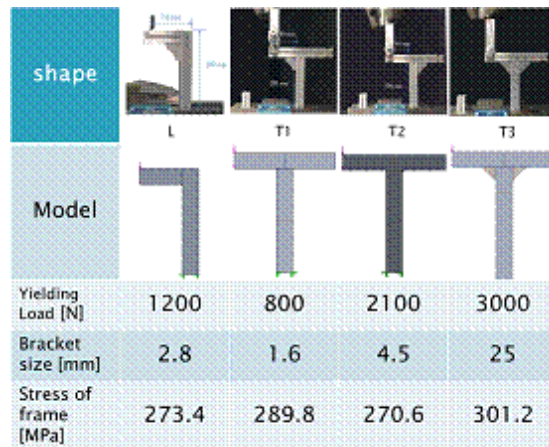 shape
L
T1
T2
T3
Model
Yielding
Load [N]
1200
800
2100
3000
Bracket
size [mm]
2.8
1.6
4.5
25
Stress of
frame
[MPa]
273.4
289.8
270.6
301.2